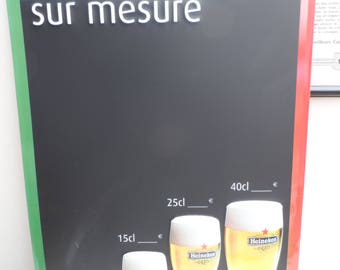 sur mesure
40cl ____ €
25cl ____ €
15cl ____ €
Heineken
Heineken